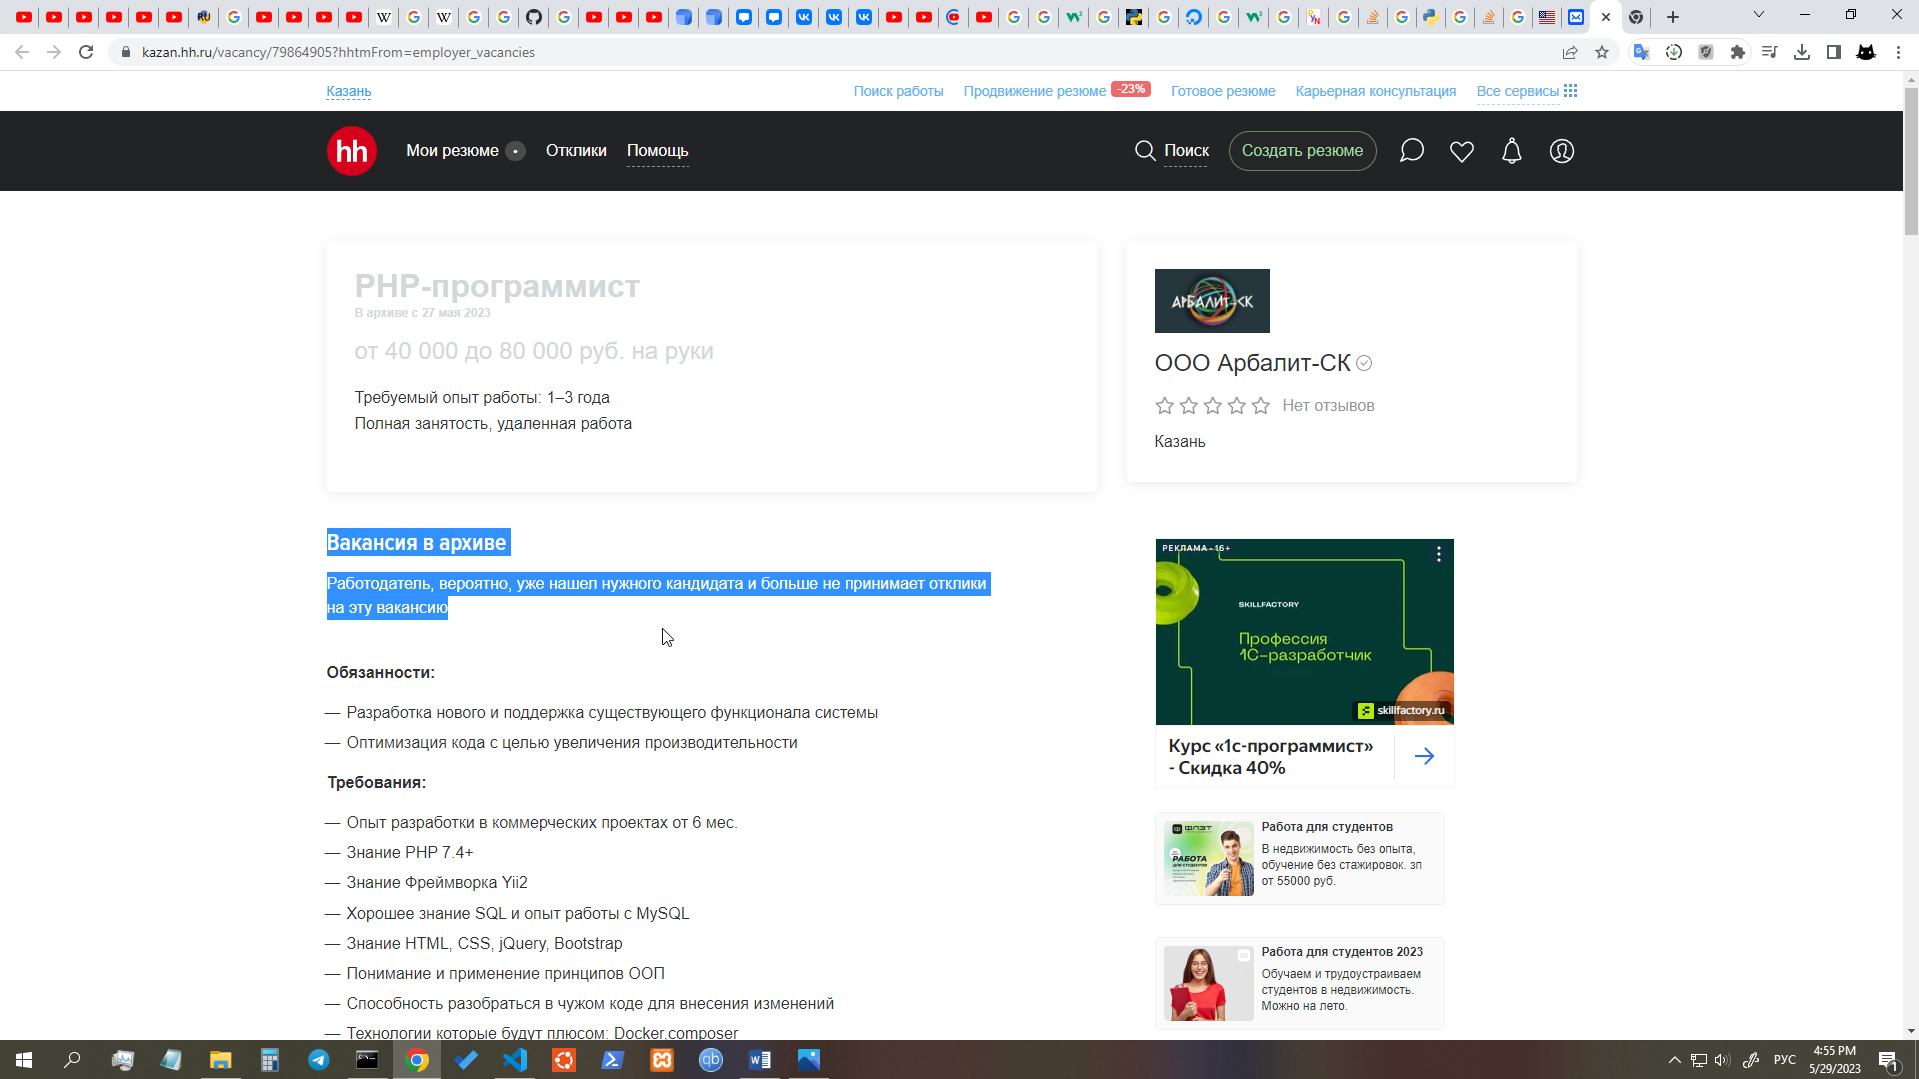 kazan.hh.ru/vacancy/79864905?hhtmFrom=employer_vacancies
Казань
Поиск работы
Продвижение резюме -23%
Готовое резюме
Карьерная консультация
Все сервисы
hh
Мои резюме
Отклики
Помощь
Поиск
Создать резюме
PHP-программист
В архиве с 27 мая 2023
от 40 000 до 80 000 руб. на руки
Требуемый опыт работы: 1–3 года
Полная занятость, удаленная работа
АРБАЛИТ-СК
ООО Арбалит-СК
Нет отзывов
Казань
Вакансия в архиве
Работодатель, вероятно, уже нашел нужного кандидата и больше не принимает отклики
на эту вакансию
Обязанности:
— Разработка нового и поддержка существующего функционала системы
— Оптимизация кода с целью увеличения производительности
Требования:
— Опыт разработки в коммерческих проектах от 6 мес.
— Знание PHP 7.4+
— Знание Фреймворка Yii2
— Хорошее знание SQL и опыт работы с MySQL
— Знание HTML, CSS, jQuery, Bootstrap
— Понимание и применение принципов ООП
— Способность разобраться в чужом коде для внесения изменений
— Технологии которые будут плюсом: Docker,composer
РЕКЛАМА • 16+
SKILLFACTORY
Профессия
1С-разработчик
skillfactory.ru
Курс «1с-программист»
- Скидка 40%
ФЛЭТ
РАБОТА
ДЛЯ СТУДЕНТОВ
Работа для студентов
В недвижимость без опыта,
обучение без стажировок. зп
от 55000 руб.
Работа для студентов 2023
Обучаем и трудоустраиваем
студентов в недвижимость.
Можно на лето.
qb
РУС
4:55 PM
5/29/2023
1